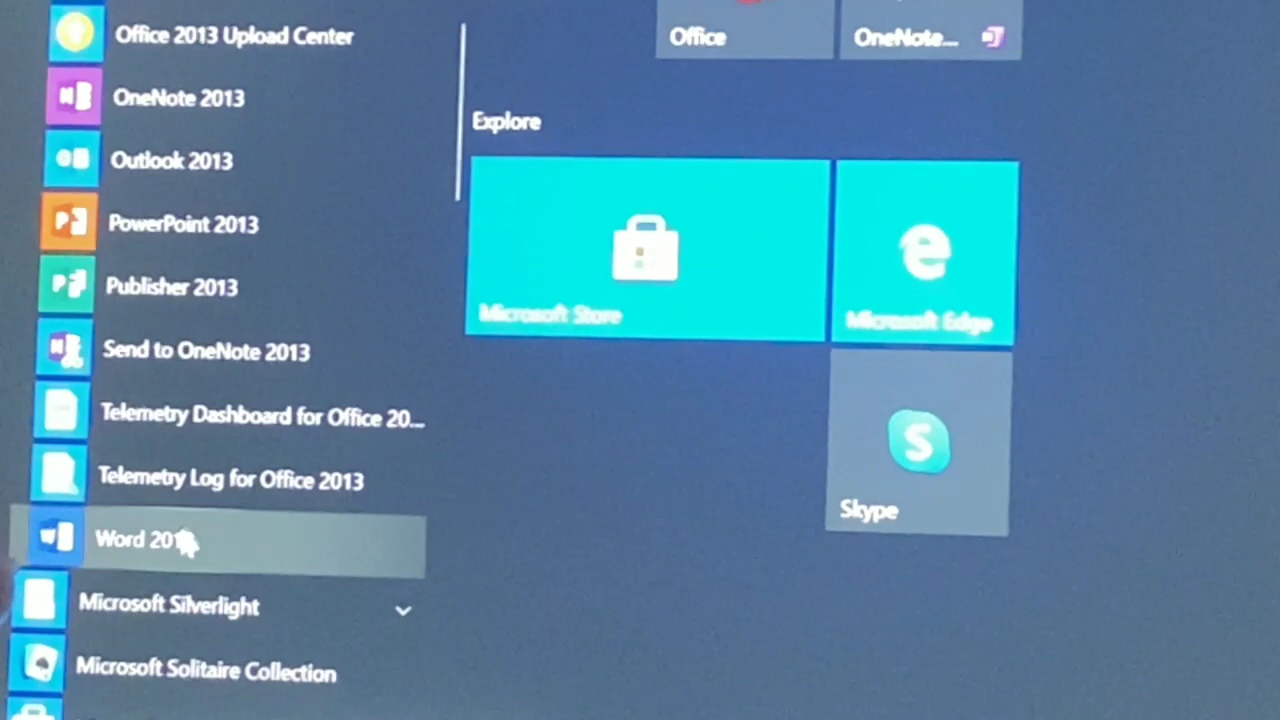 Office 2013 Upload Center
OneNote 2013
Outlook 2013
PowerPoint 2013
Publisher 2013
Send to OneNote 2013
Telemetry Dashboard for Office 20...
Telemetry Log for Office 2013
Word
Microsoft Silverlight
Microsoft Solitaire Collection
Office
OneNote...
Explore
Microsoft Store
Microsoft Edge
Skype